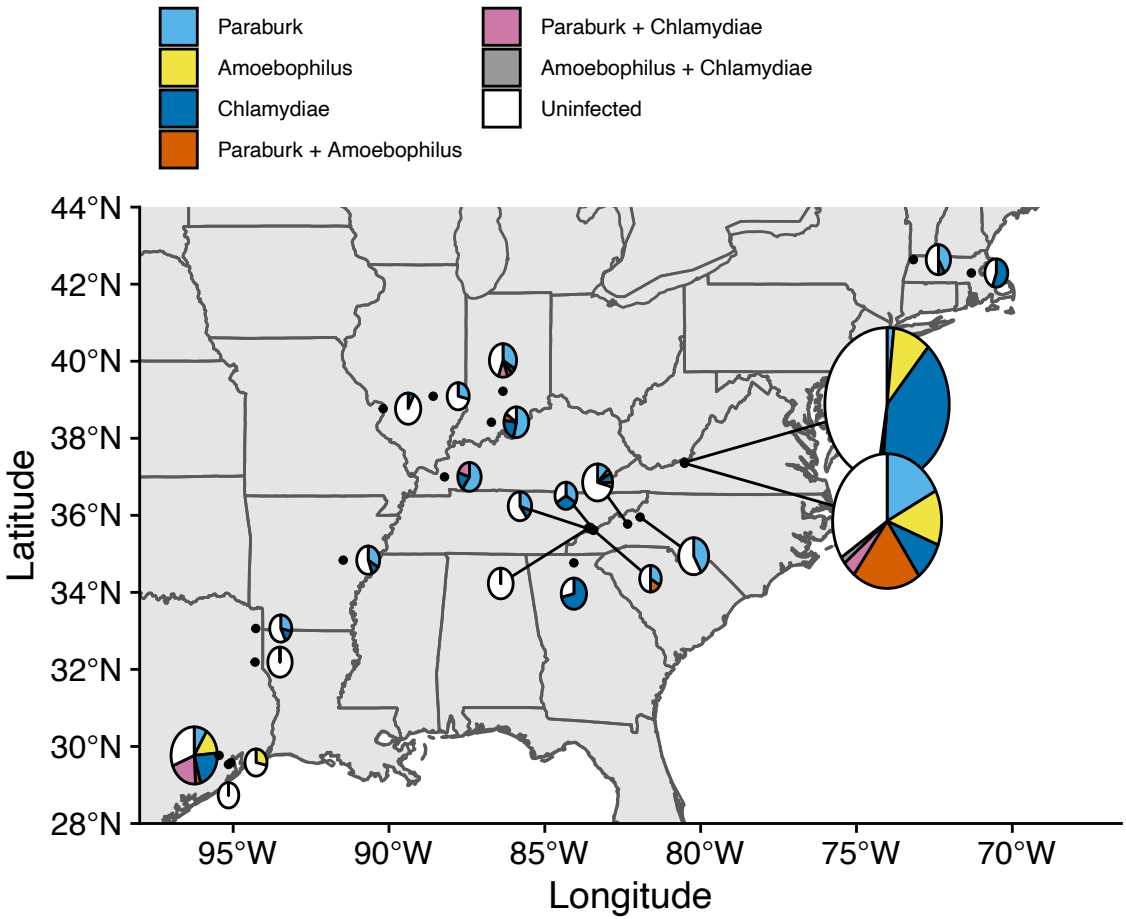 Paraburk
Amoebophilus
Chlamydiae
Paraburk + Amoebophilus
Paraburk + Chlamydiae
Amoebophilus + Chlamydiae
Uninfected
44°N
42°N
40°N
38°N
36°N
34°N
32°N
30°N
28°N
Latitude
95°W 90°W 85°W 80°W 75°W 70°W
Longitude